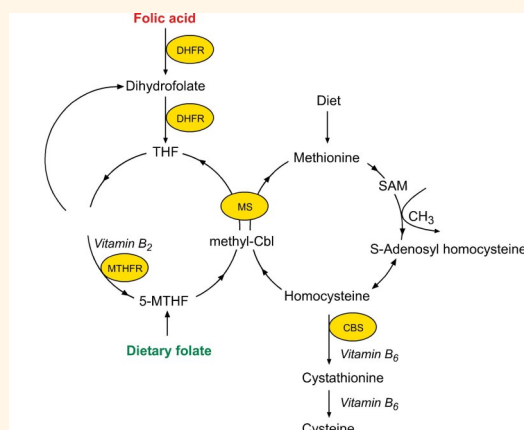 Folic acid
DHFR
Dihydrofolate
DHFR
Diet
THF
Methionine
SAM
MS
CH3
Vitamin B2
methyl-Cbl
S-Adenosyl homocysteine
MTHFR
5-MTHF
Homocysteine
CBS
Dietary folate
Vitamin B6
Cystathionine
Vitamin B6
Cysteine